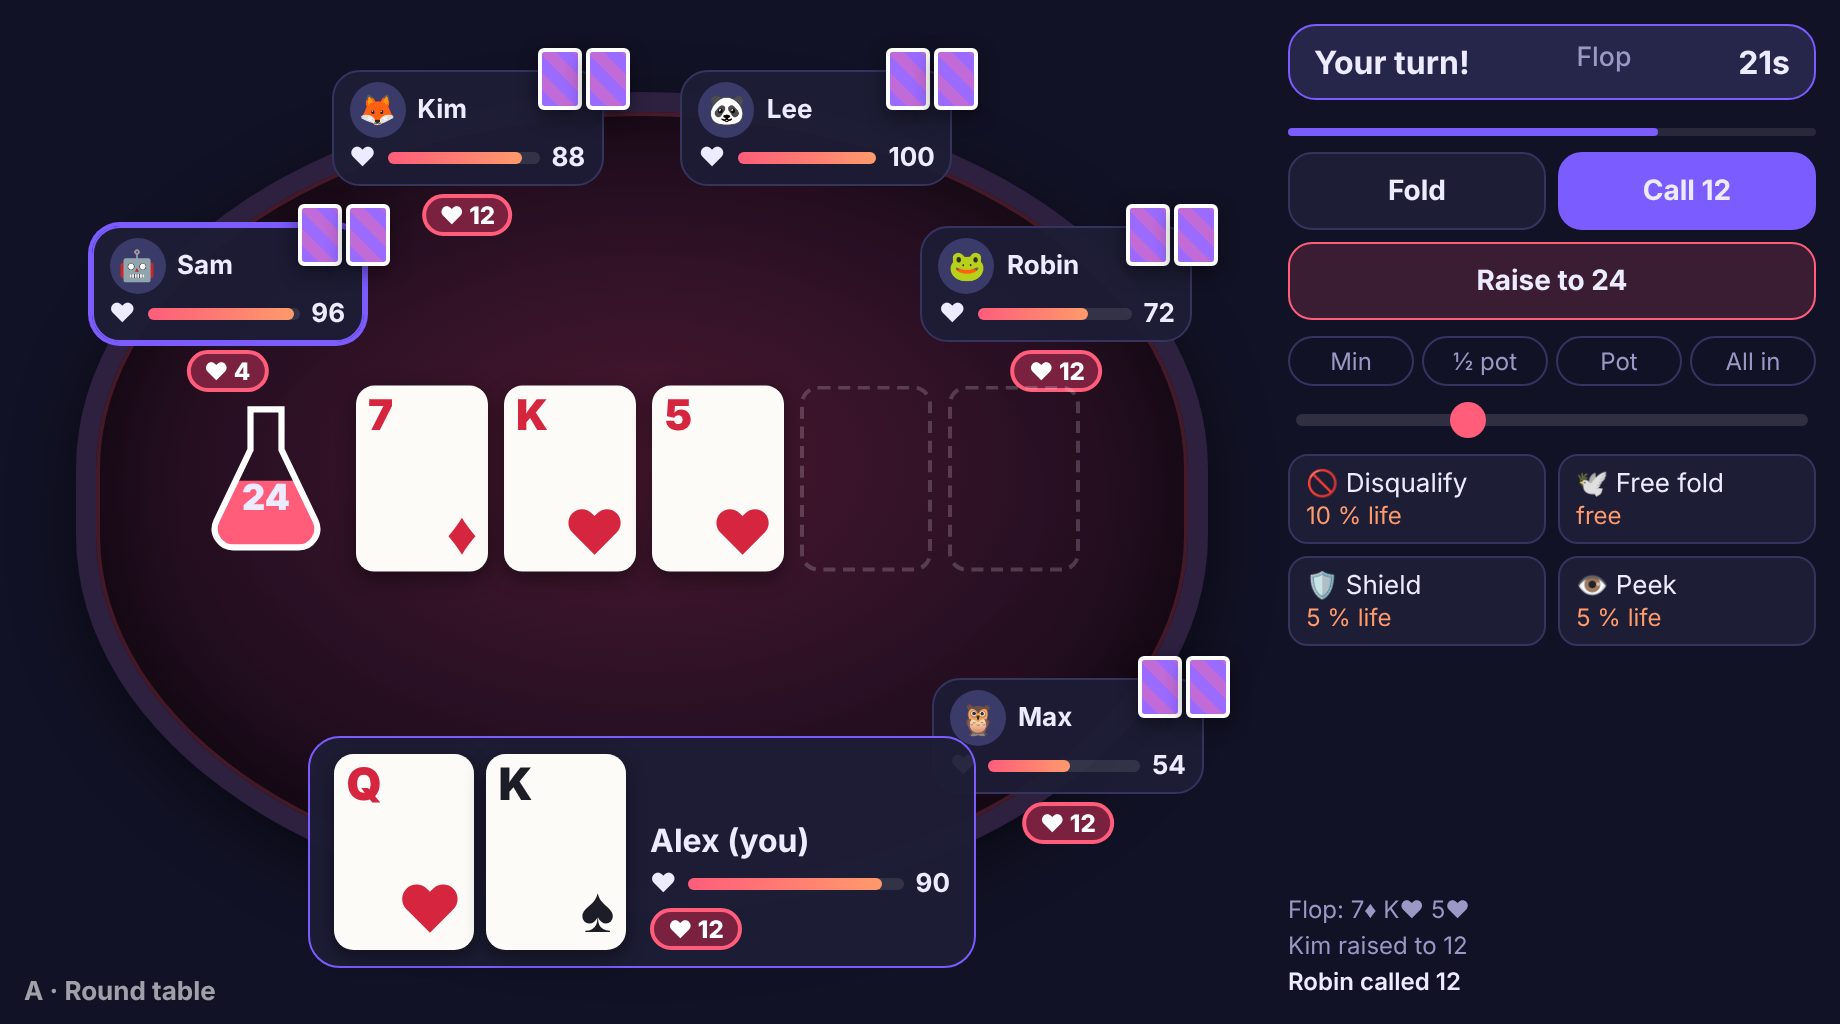 Kim
88
12
Lee
100
Sam
96
4
Robin
72
12
24
7♦
K♥
5♥
Max
54
12
Q♥
K♠
Alex (you)
90
12
A · Round table
Your turn! Flop 21s
Fold
Call 12
Raise to 24
Min
½ pot
Pot
All in
Disqualify
10 % life
Free fold
free
Shield
5 % life
Peek
5 % life
Flop: 7♦ K♥ 5♥
Kim raised to 12
Robin called 12